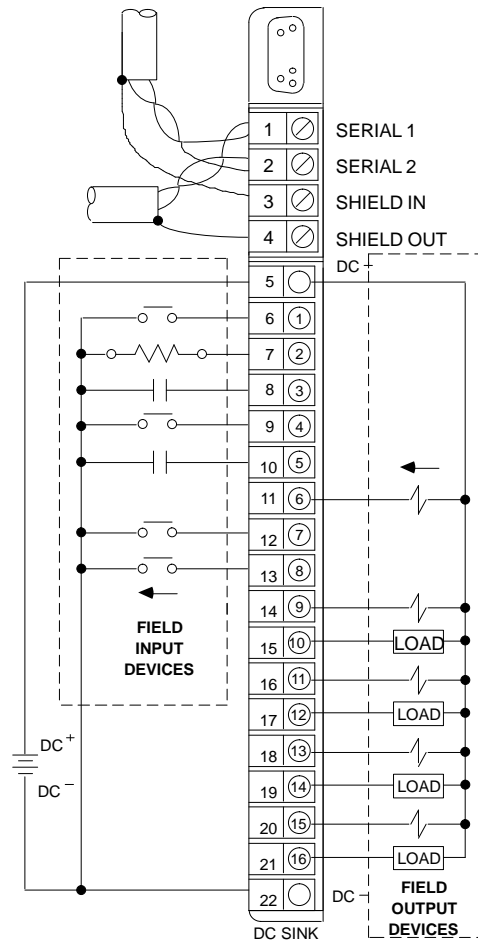 1 SERIAL 1
2 SERIAL 2
3 SHIELD IN
4 SHIELD OUT
DC –
5
6 1
7 2
8 3
9 4
10 5
11 6
12 7
13 8
14 9
15 10 LOAD
16 11
17 12 LOAD
18 13
19 14 LOAD
20 15
21 16 LOAD
22
FIELD
INPUT
DEVICES
DC +
DC –
DC –
FIELD
OUTPUT
DEVICES
DC SINK